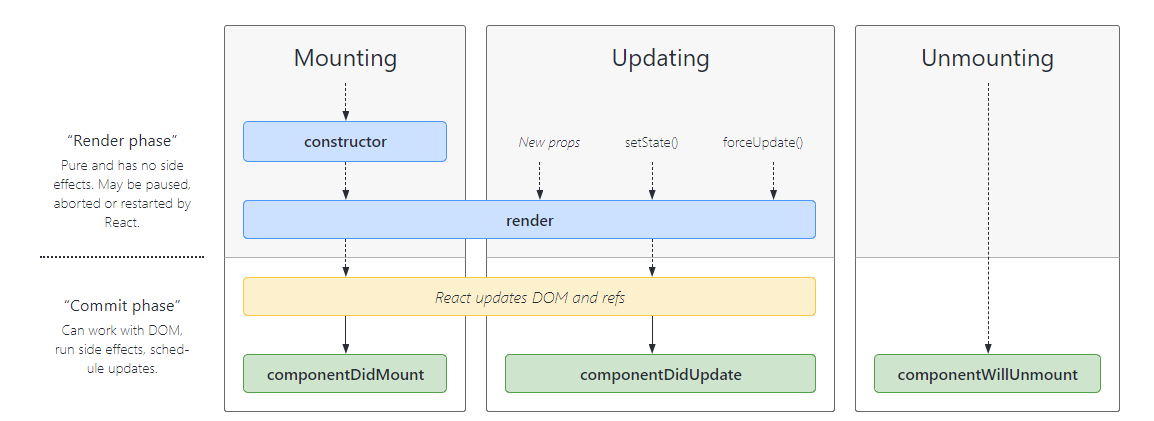 Mounting
Updating
Unmounting
"Render phase"
Pure and has no side
effects. May be paused,
aborted or restarted by
React.
constructor
New props
setState()
forceUpdate()
render
"Commit phase"
Can work with DOM,
run side effects, sched-
ule updates.
React updates DOM and refs
componentDidMount
componentDidUpdate
componentWillUnmount